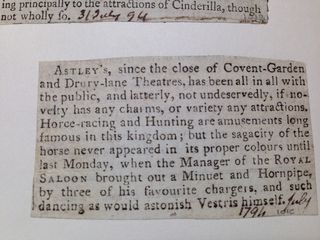 ing principally to the attractions of Cinderilla, though
not wholly so. 31 July 94
ASTLEY's, since the close of Covent-Garden
and Drury-lane Theatres, has been all in all with
the public, and latterly, not undeservedly, if no-
velty has any charms, or variety any attractions.
Horse-racing and Hunting are amusements long
famous in this kingdom; but the sagacity of the
horse never appeared in its proper colours until
last Monday, when the Manager of the ROYAL
SALOON brought out a Minuet and Hornpipe,
by three of his favourite chargers, and such
dancing as would astonish Vestris himself. July
1794